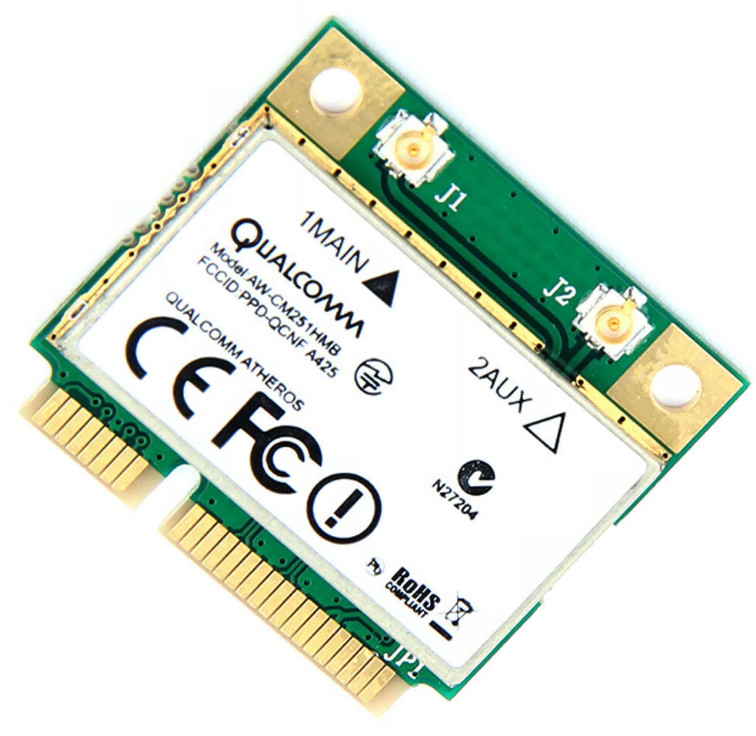 J1
J2
1MAIN
QUALCOMM
Model AW-CM251HMB
FCCID:PPD-QCNF A425
QUALCOMM ATHEROS
2AUX
N27204
CE FC
RoHS
COMPLIANT
JP1